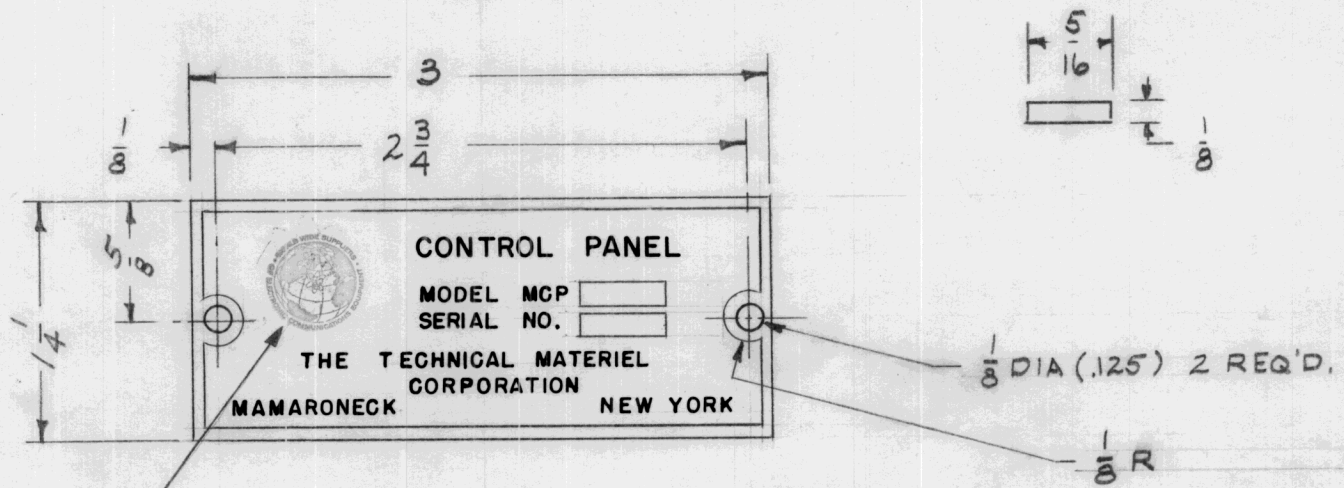 5/16
3
1/8
2 3/4
1/8
5/8
1 1/4
CONTROL PANEL
MODEL MCP
SERIAL NO.
THE TECHNICAL MATERIEL
CORPORATION
MAMARONECK NEW YORK
1/8 DIA (.125) 2 REQ'D.
1/8 R